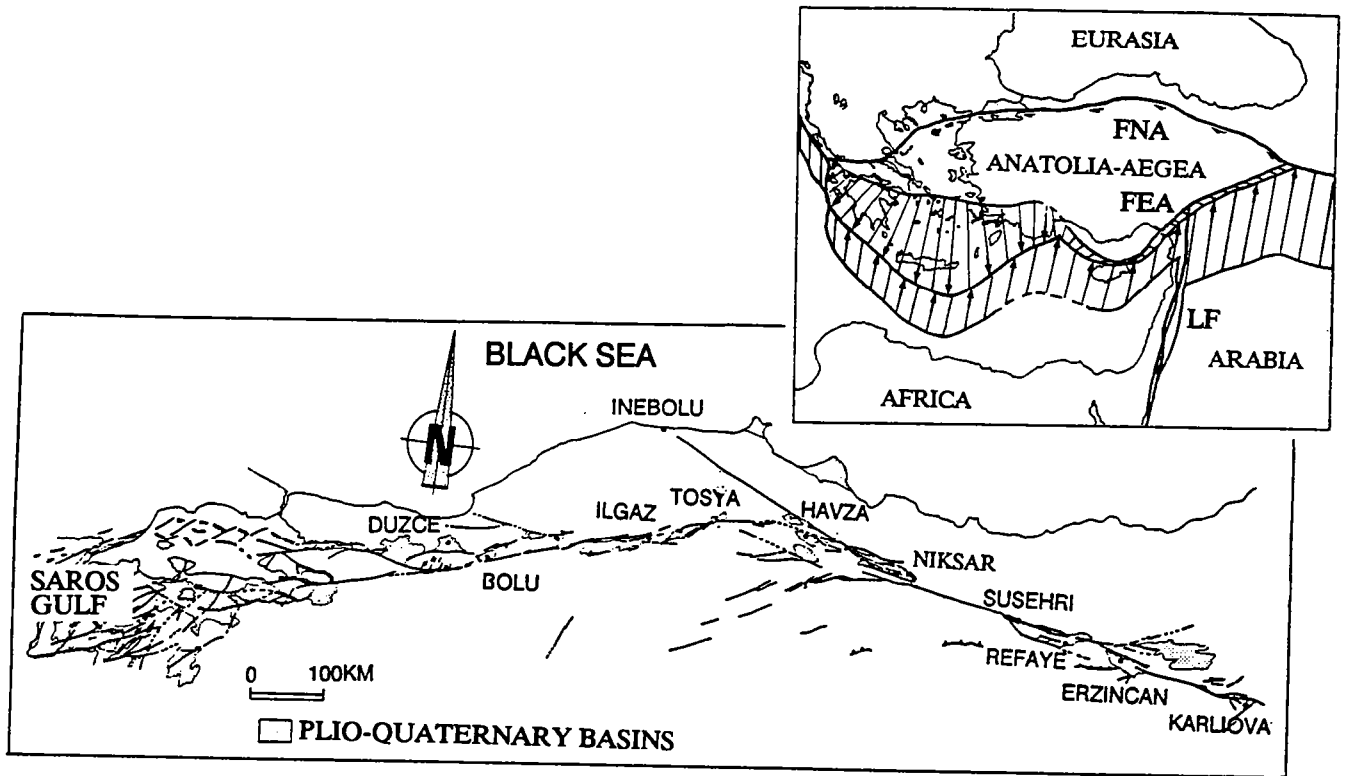 EURASIA
FNA
ANATOLIA-AEGEA
FEA
LF
ARABIA
AFRICA
BLACK SEA
N
INEBOLU
DUZCE
ILGAZ
TOSYA
HAVZA
BOLU
NIKSAR
SAROS
GULF
SUSEHRI
REFAYE
ERZINCAN
KARLIOVA
0 100KM
PLIO-QUATERNARY BASINS